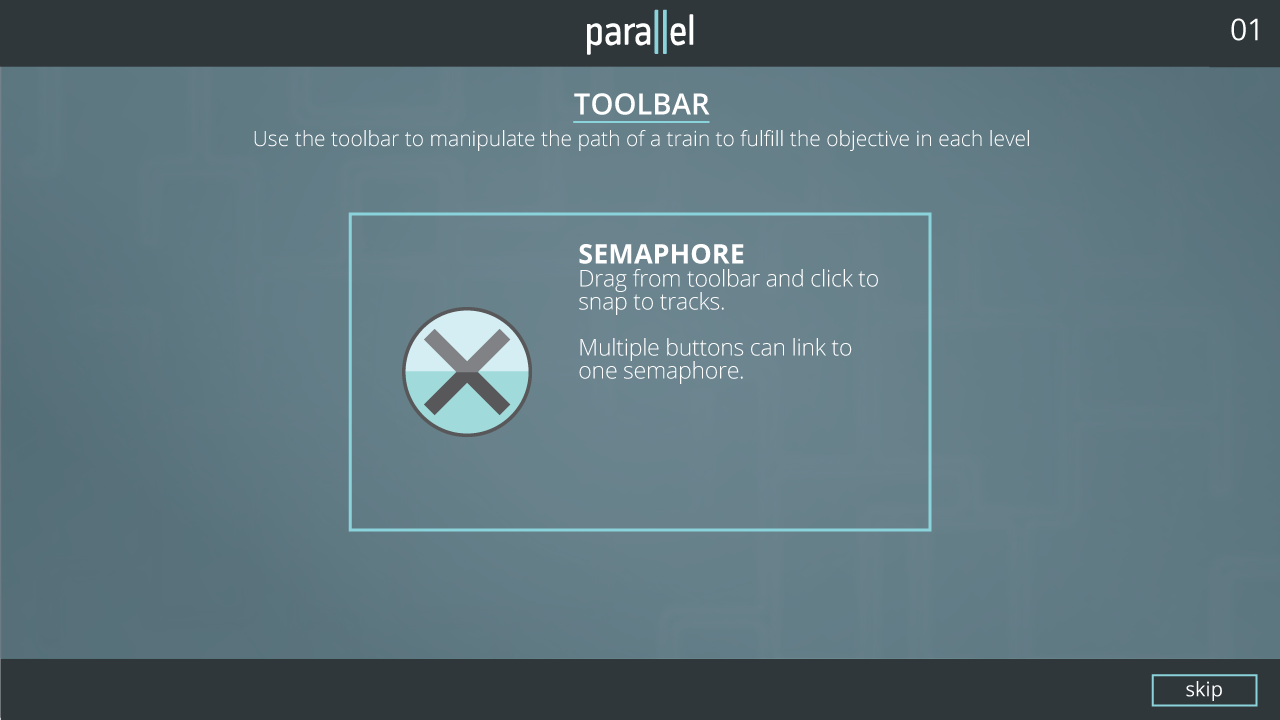 parallel
01
TOOLBAR
Use the toolbar to manipulate the path of a train to fulfill the objective in each level
SEMAPHORE
Drag from toolbar and click to
snap to tracks.
Multiple buttons can link to
one semaphore.
skip